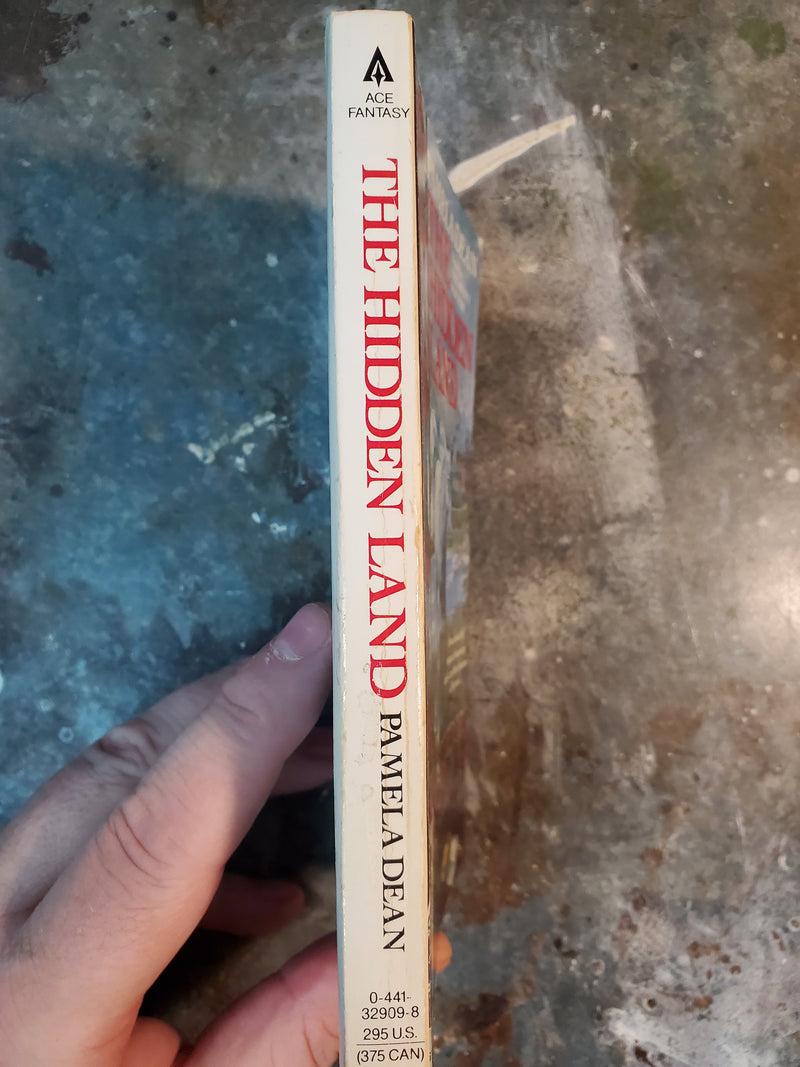 ACE
FANTASY
THE HIDDEN LAND
PAMELA DEAN
0-441-
32909-8
295 U.S.
(375 CAN)